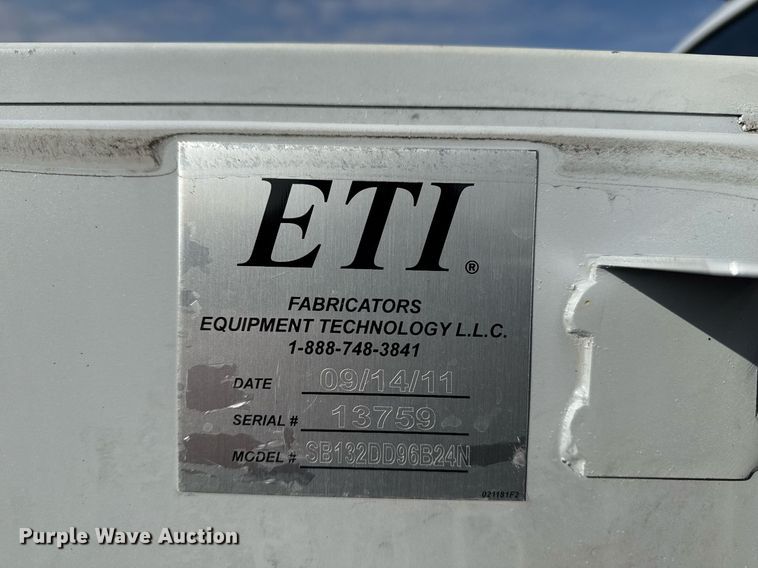 ETI®
FABRICATORS
EQUIPMENT TECHNOLOGY L.L.C.
1-888-748-3841
DATE 09/14/11
SERIAL # 13759
MODEL # SB132DD96B24N
021181F2
Purple Wave Auction